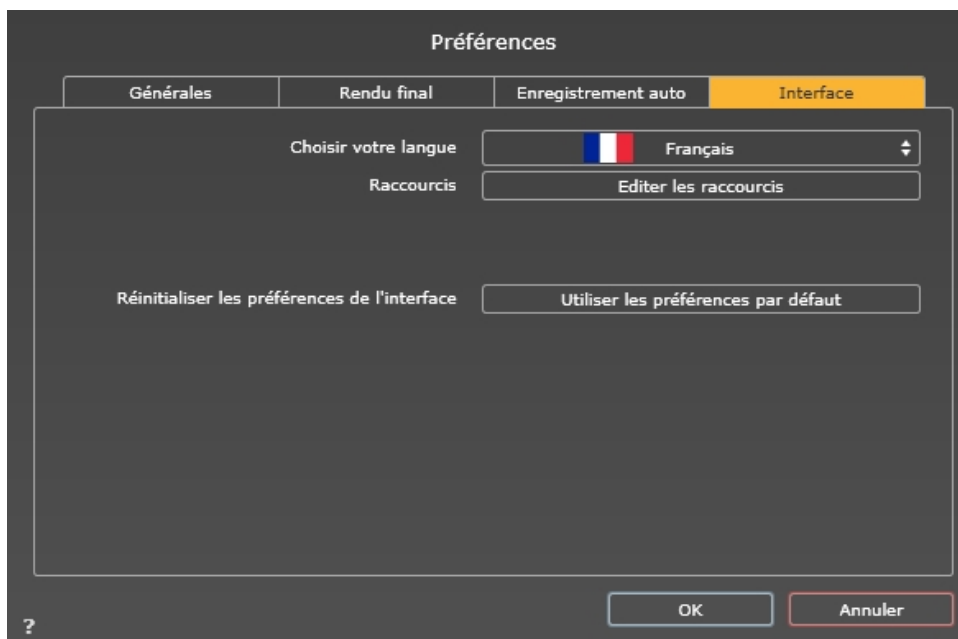 Préférences
Générales Rendu final Enregistrement auto Interface
Choisir votre langue Français
Raccourcis Editer les raccourcis
Réinitialiser les préférences de l'interface Utiliser les préférences par défaut
OK Annuler
?